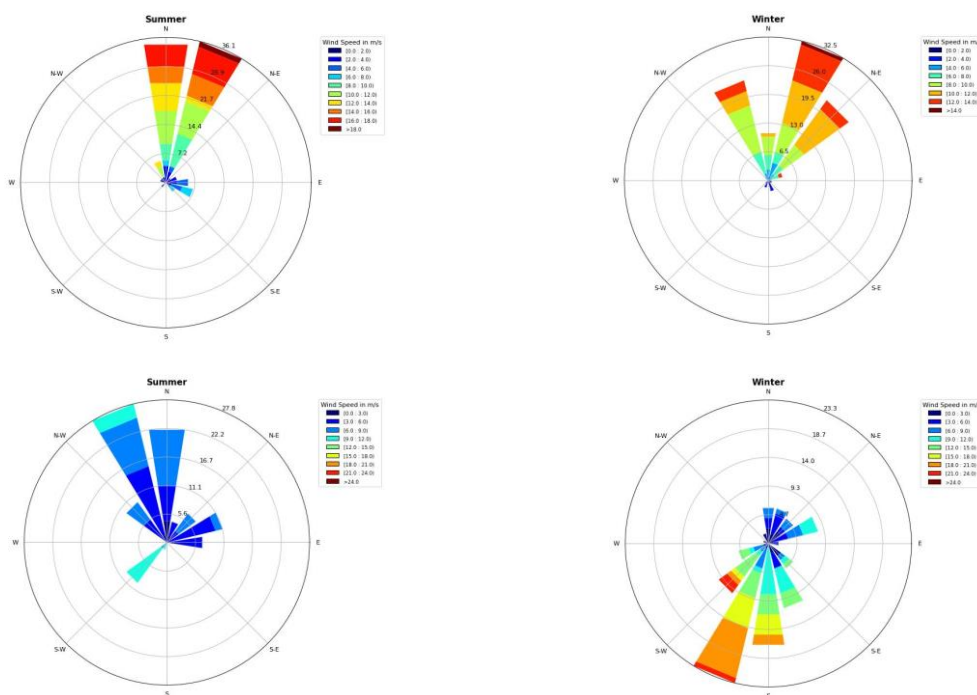 Summer
N
N-W
N-E
W
E
S-W
S-E
S
36.1
28.9
21.7
14.4
7.2
Wind Speed in m/s
[0.0 : 2.0)
[2.0 : 4.0)
[4.0 : 6.0)
[6.0 : 8.0)
[8.0 : 10.0)
[10.0 : 12.0)
[12.0 : 14.0)
[14.0 : 16.0)
[16.0 : 18.0)
>18.0
Winter
N
N-W
N-E
W
E
S-W
S-E
S
32.5
26.0
19.5
13.0
6.5
Wind Speed in m/s
[0.0 : 2.0)
[2.0 : 4.0)
[4.0 : 6.0)
[6.0 : 8.0)
[8.0 : 10.0)
[10.0 : 12.0)
[12.0 : 14.0)
>14.0
Summer
N
N-W
N-E
W
E
S-W
S-E
S
27.8
22.2
16.7
11.1
5.6
Wind Speed in m/s
[0.0 : 3.0)
[3.0 : 6.0)
[6.0 : 9.0)
[9.0 : 12.0)
[12.0 : 15.0)
[15.0 : 18.0)
[18.0 : 21.0)
[21.0 : 24.0)
>24.0
Winter
N
N-W
N-E
W
E
S-W
S-E
S
23.3
18.7
14.0
9.3
Wind Speed in m/s
[0.0 : 3.0)
[3.0 : 6.0)
[6.0 : 9.0)
[9.0 : 12.0)
[12.0 : 15.0)
[15.0 : 18.0)
[18.0 : 21.0)
[21.0 : 24.0)
>24.0